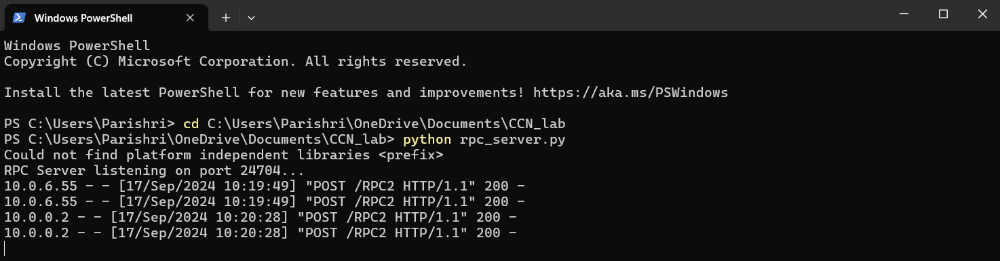 Windows PowerShell
Windows PowerShell
Copyright (C) Microsoft Corporation. All rights reserved.
Install the latest PowerShell for new features and improvements! https://aka.ms/PSWindows
PS C:\Users\Parishri> cd C:\Users\Parishri\OneDrive\Documents\CCN_lab
PS C:\Users\Parishri\OneDrive\Documents\CCN_lab> python rpc_server.py
Could not find platform independent libraries <prefix>
RPC Server listening on port 24704...
10.0.6.55 - - [17/Sep/2024 10:19:49] "POST /RPC2 HTTP/1.1" 200 -
10.0.6.55 - - [17/Sep/2024 10:19:49] "POST /RPC2 HTTP/1.1" 200 -
10.0.0.2 - - [17/Sep/2024 10:20:28] "POST /RPC2 HTTP/1.1" 200 -
10.0.0.2 - - [17/Sep/2024 10:20:28] "POST /RPC2 HTTP/1.1" 200 -